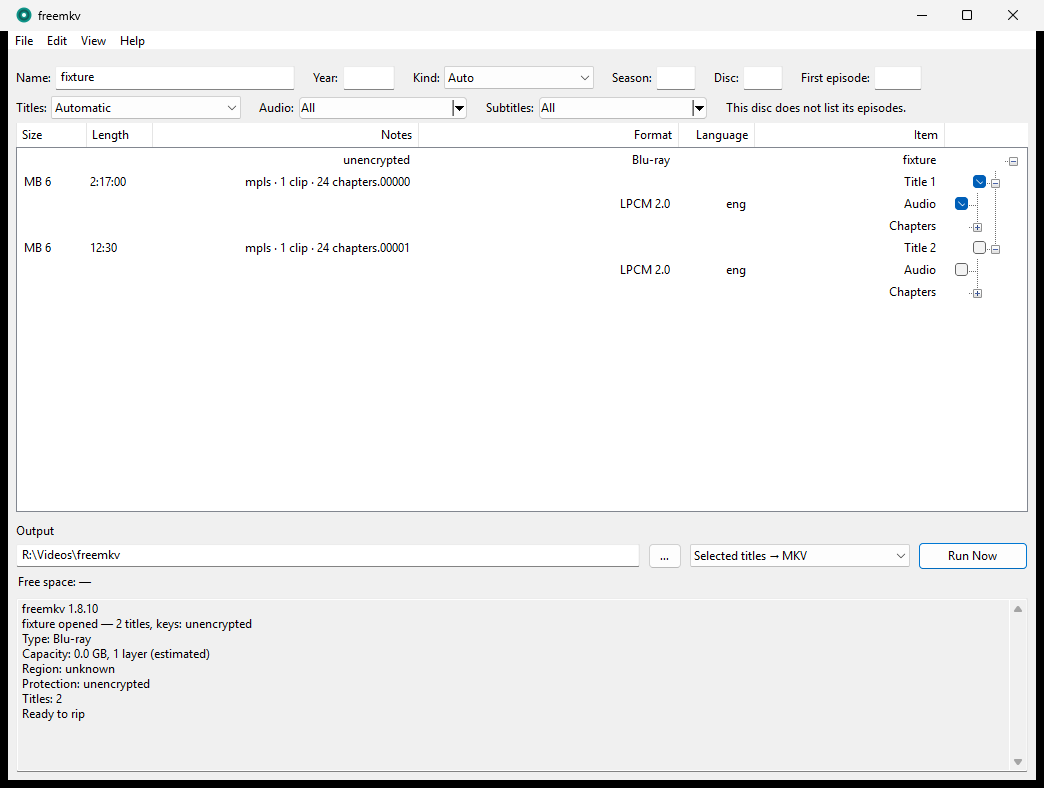 freemkv
File Edit View Help
Name: fixture Year: Kind: Auto Season: Disc: First episode:
Titles: Automatic Audio: All Subtitles: All This disc does not list its episodes.
Size Length Notes Format Language Item
unencrypted Blu-ray fixture
MB 6 2:17:00 mpls · 1 clip · 24 chapters.00000 Title 1
LPCM 2.0 eng Audio
Chapters
MB 6 12:30 mpls · 1 clip · 24 chapters.00001 Title 2
LPCM 2.0 eng Audio
Chapters
Output
R:\Videos\freemkv ... Selected titles → MKV Run Now
Free space: —
freemkv 1.8.10
fixture opened — 2 titles, keys: unencrypted
Type: Blu-ray
Capacity: 0.0 GB, 1 layer (estimated)
Region: unknown
Protection: unencrypted
Titles: 2
Ready to rip